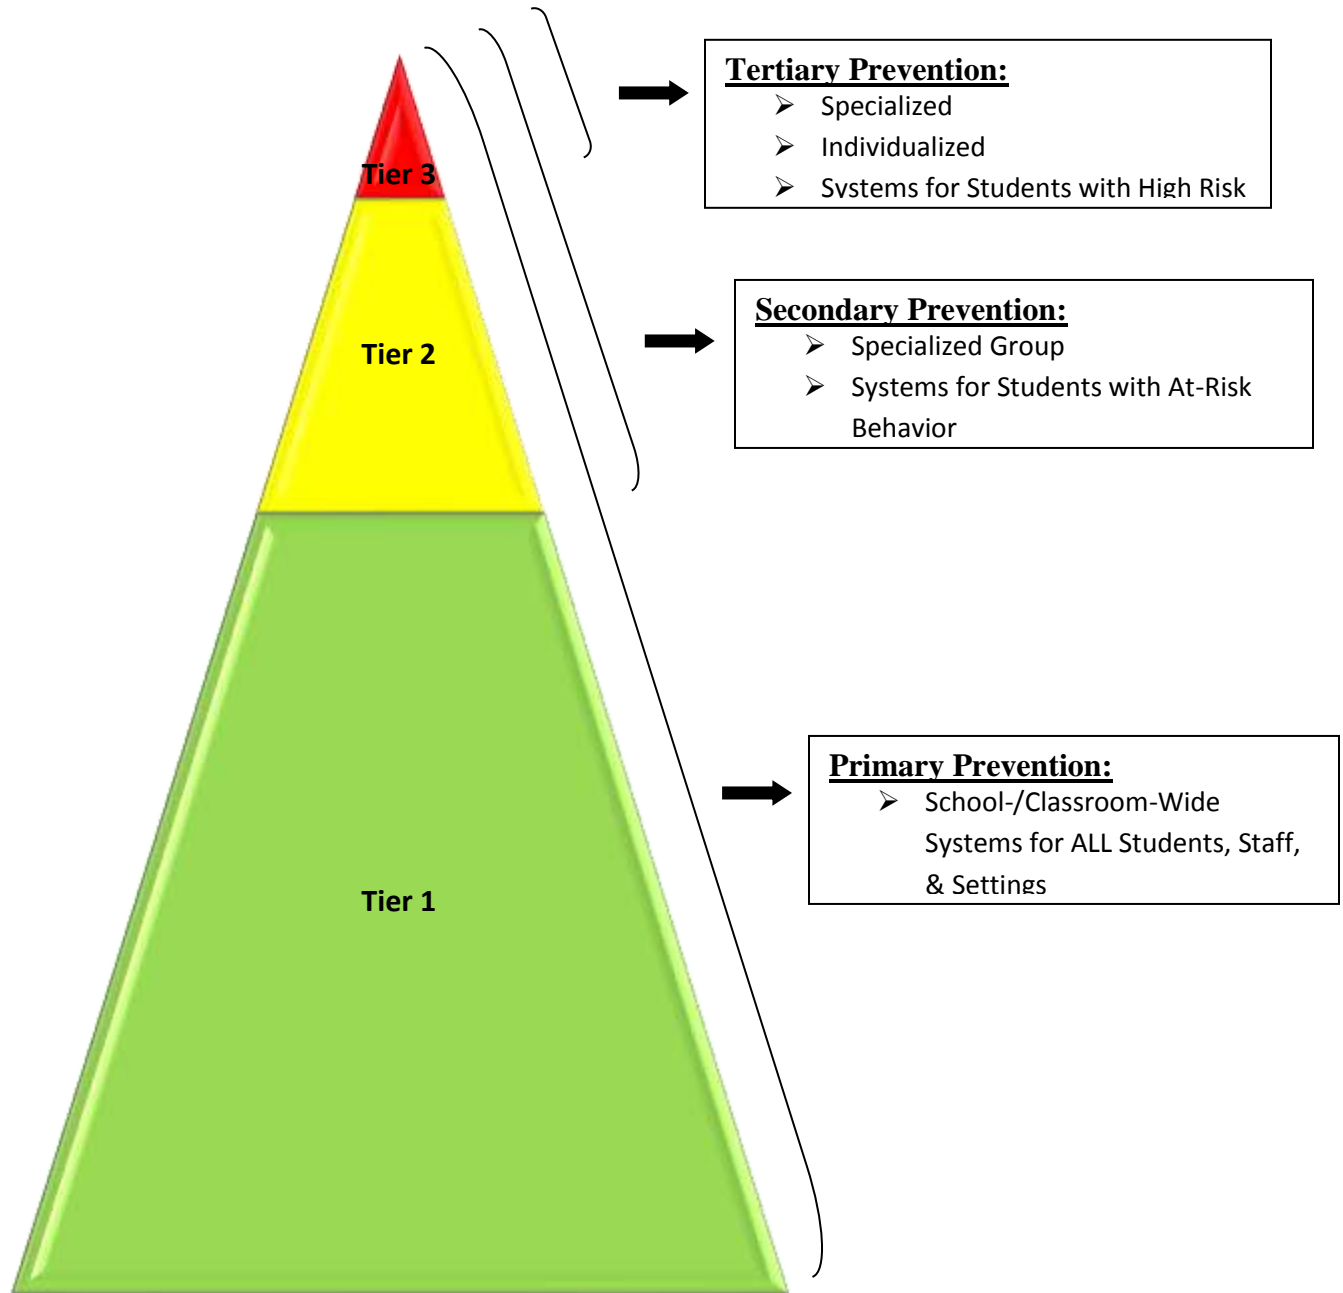 Tertiary Prevention:
➢ Specialized
➢ Individualized
➢ Systems for Students with High Risk
Tier 3
Secondary Prevention:
➢ Specialized Group
➢ Systems for Students with At-Risk
Behavior
Tier 2
Primary Prevention:
➢ School-/Classroom-Wide
Systems for ALL Students, Staff,
& Settings
Tier 1